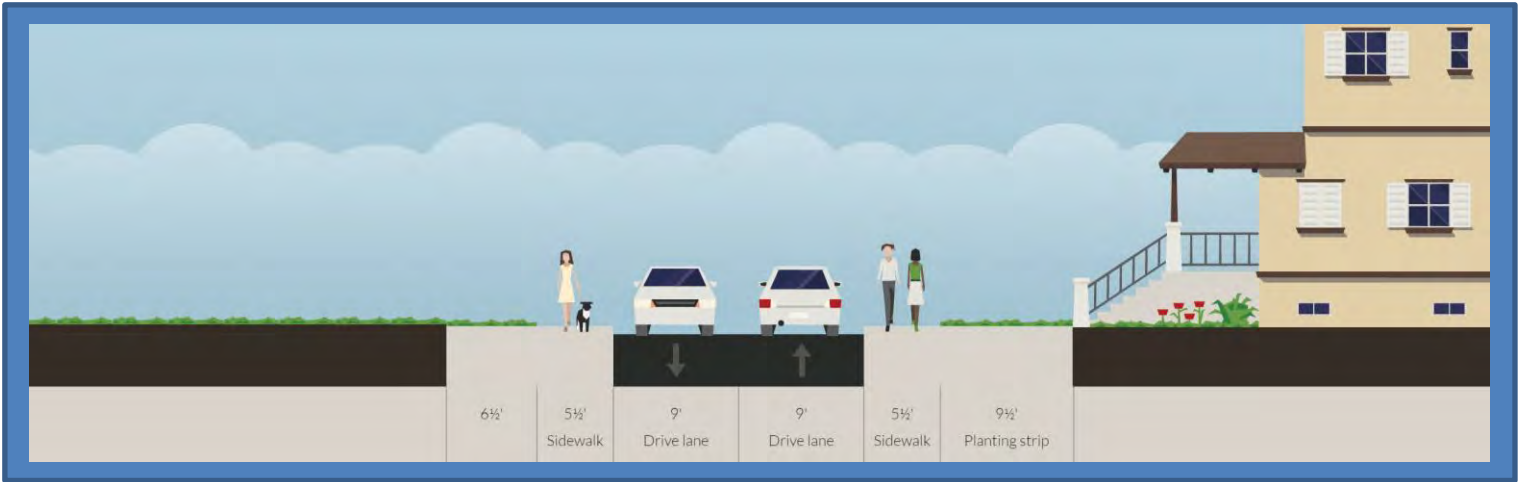 6½' 5½' 9' 9' 5½' 9½'
Sidewalk Drive lane Drive lane Sidewalk Planting strip